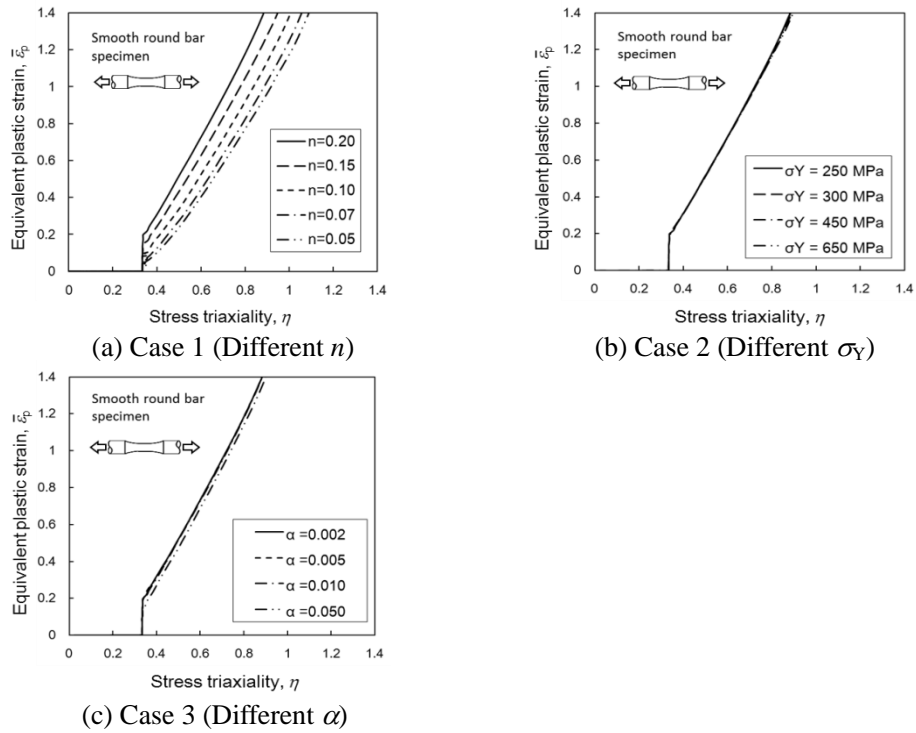 1.4
1.2
1
0.8
0.6
0.4
0.2
0
Equivalent plastic strain, ε̄p
Smooth round bar
specimen
n=0.20
n=0.15
n=0.10
n=0.07
n=0.05
0 0.2 0.4 0.6 0.8 1 1.2 1.4
Stress triaxiality, η
(a) Case 1 (Different n)
1.4
1.2
1
0.8
0.6
0.4
0.2
0
Equivalent plastic strain, ε̄p
Smooth round bar
specimen
σY = 250 MPa
σY = 300 MPa
σY = 450 MPa
σY = 650 MPa
0 0.2 0.4 0.6 0.8 1 1.2 1.4
Stress triaxiality, η
(b) Case 2 (Different σY)
1.4
1.2
1
0.8
0.6
0.4
0.2
0
Equivalent plastic strain, ε̄p
Smooth round bar
specimen
α =0.002
α =0.005
α =0.010
α =0.050
0 0.2 0.4 0.6 0.8 1 1.2 1.4
Stress triaxiality, η
(c) Case 3 (Different α)